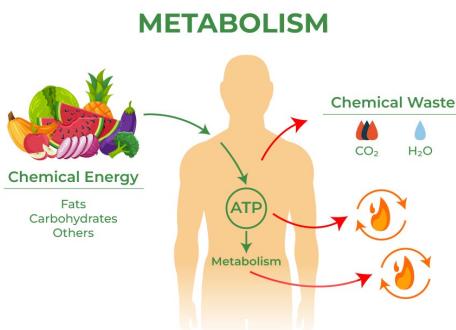 METABOLISM
Chemical Energy
Fats
Carbohydrates
Others
ATP
Metabolism
Chemical Waste
CO₂ H₂O